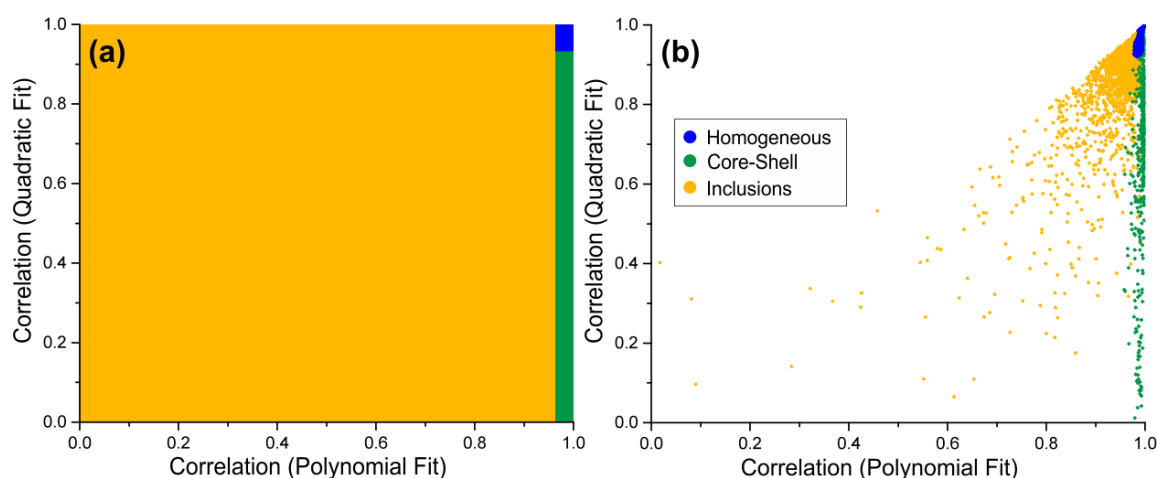 (a)
Correlation (Quadratic Fit)
1.0
0.8
0.6
0.4
0.2
0.0
0.0 0.2 0.4 0.6 0.8 1.0
Correlation (Polynomial Fit)
(b)
Correlation (Quadratic Fit)
1.0
0.8
0.6
0.4
0.2
0.0
Homogeneous
Core-Shell
Inclusions
0.0 0.2 0.4 0.6 0.8 1.0
Correlation (Polynomial Fit)